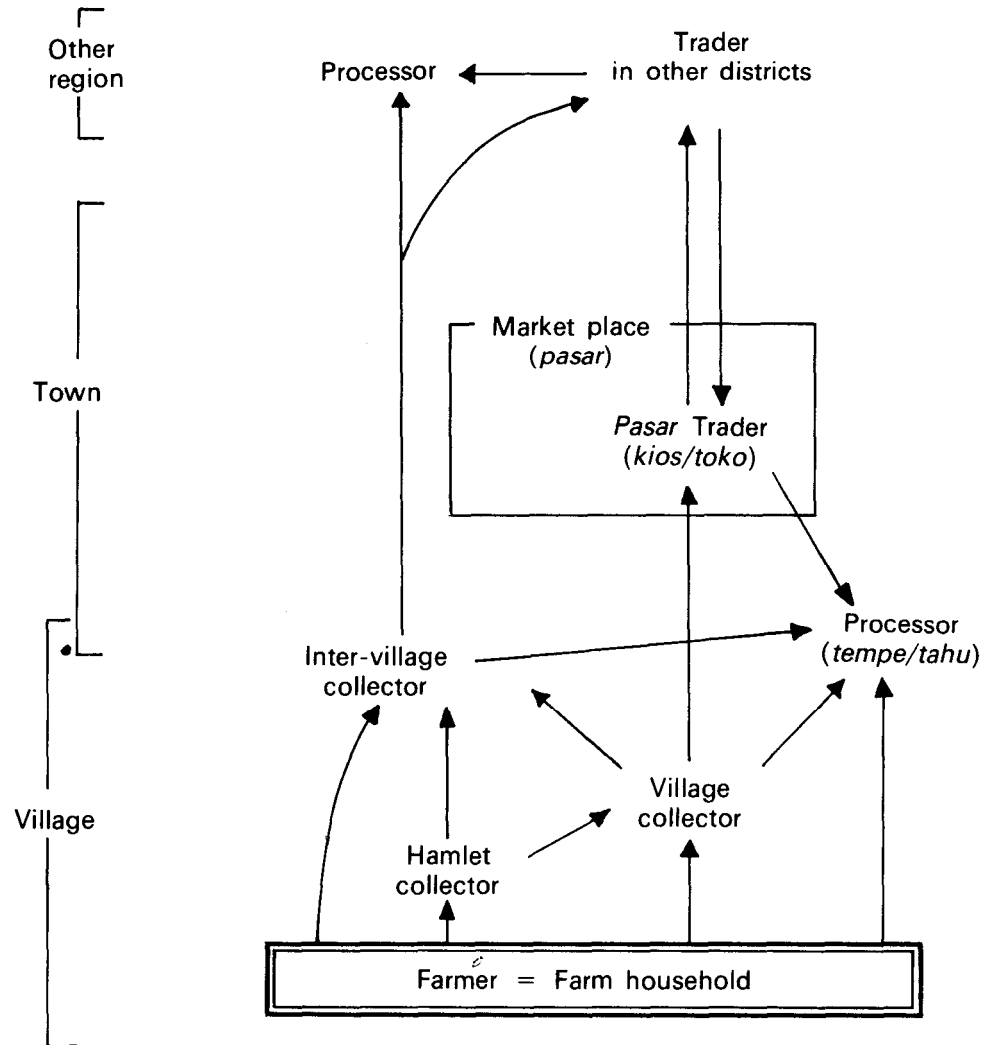 Other
region
Processor
Trader
in other districts
Town
Market place
(pasar)
Pasar Trader
(kios/toko)
Processor
(tempe/tahu)
Inter-village
collector
Village
collector
Village
Hamlet
collector
Farmer = Farm household